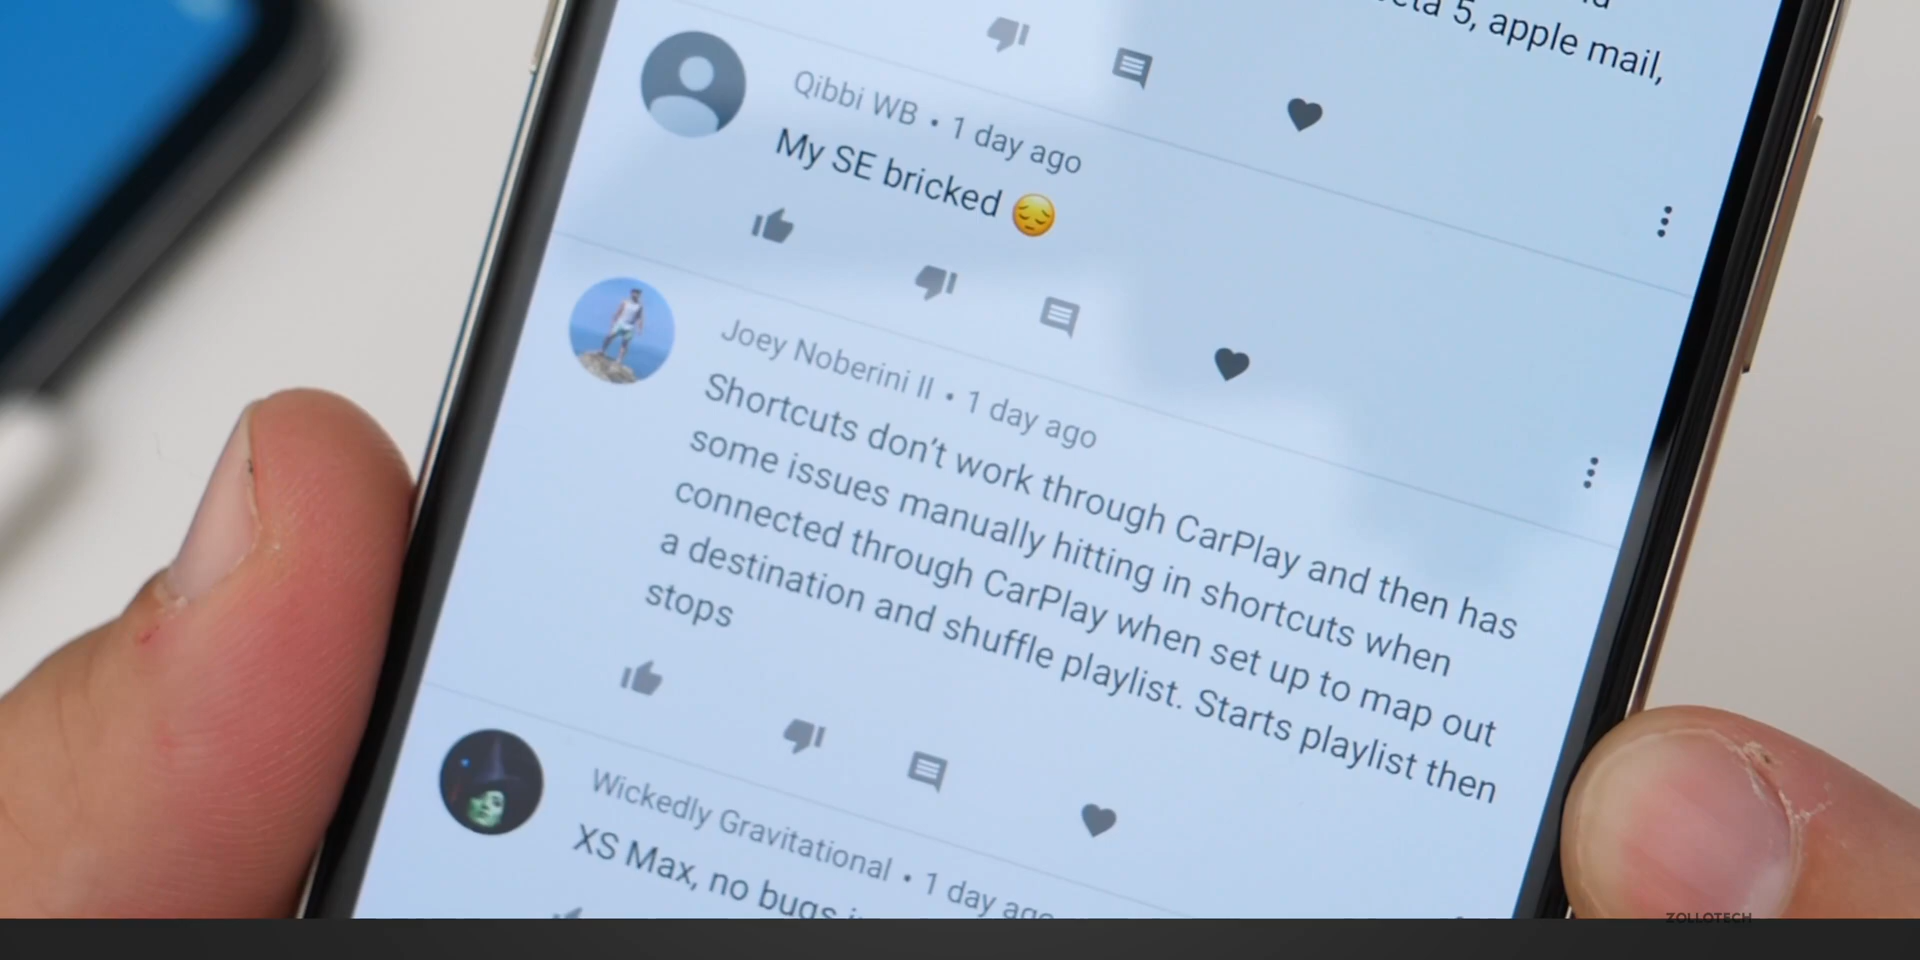 5, apple mail,
Qibbi WB • 1 day ago
My SE bricked 😔
Joey Noberini II • 1 day ago
Shortcuts don't work through CarPlay and then has
some issues manually hitting in shortcuts when
connected through CarPlay when set up to map out
a destination and shuffle playlist. Starts playlist then
stops
Wickedly Gravitational • 1 day ago
XS Max, no bugs
ZOLLOTECH